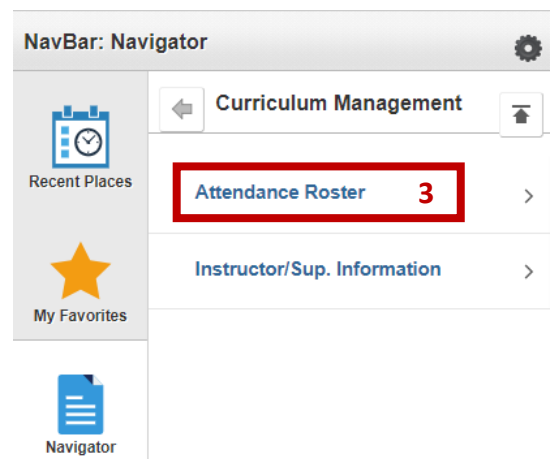 NavBar: Navigator
Curriculum Management
Recent Places
Attendance Roster 3
Instructor/Sup. Information
My Favorites
Navigator